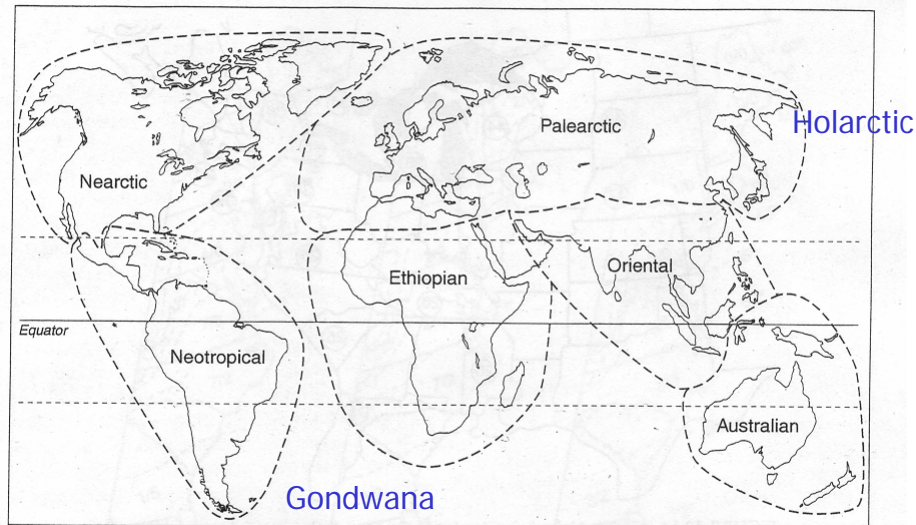 Palearctic
Holarctic
Nearctic
Ethiopian
Oriental
Equator
Neotropical
Australian
Gondwana